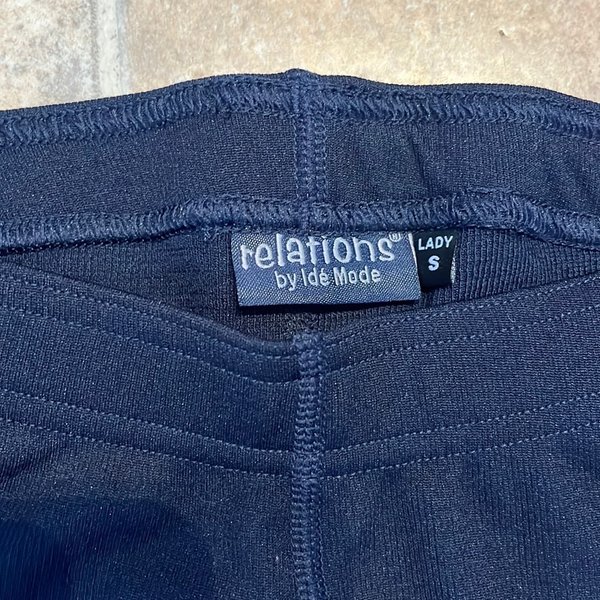 relations®
by Idé Mode
LADY
S